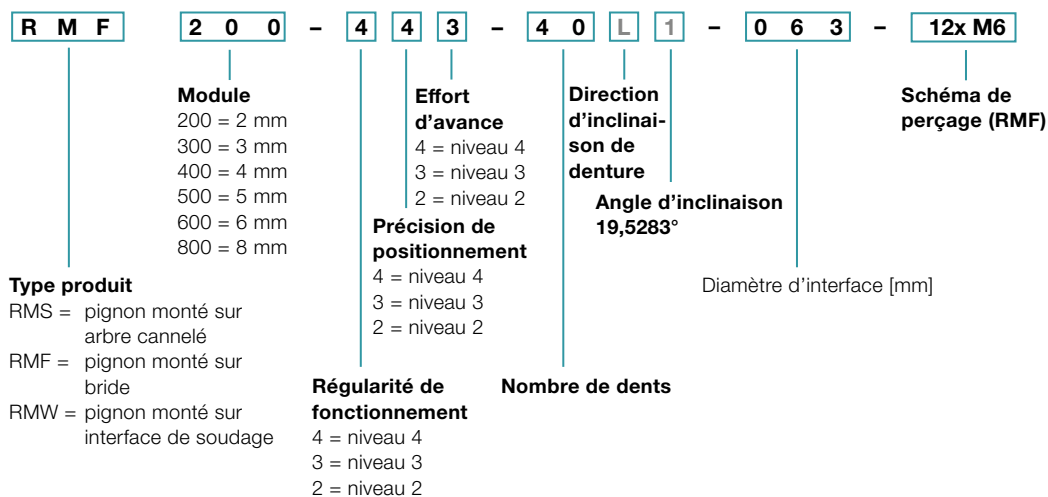 R M F 2 0 0 – 4 4 3 – 4 0 L 1 – 0 6 3 – 12x M6
Module
200 = 2 mm
300 = 3 mm
400 = 4 mm
500 = 5 mm
600 = 6 mm
800 = 8 mm
Effort
d’avance
4 = niveau 4
3 = niveau 3
2 = niveau 2
Direction
d’inclinai-
son de
denture
Schéma de
perçage (RMF)
Angle d’inclinaison
19,5283°
Précision de
positionnement
4 = niveau 4
3 = niveau 3
2 = niveau 2
Diamètre d’interface [mm]
Type produit
RMS = pignon monté sur
arbre cannelé
RMF = pignon monté sur
bride
RMW = pignon monté sur
interface de soudage
Régularité de
fonctionnement
4 = niveau 4
3 = niveau 3
2 = niveau 2
Nombre de dents